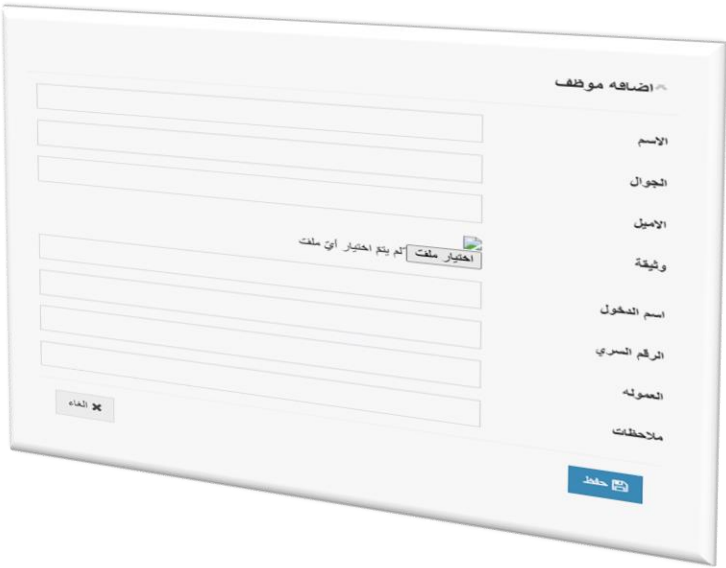 اضافه موظف
الاسم
الجوال
الاميل
وثيقة
اختيار ملف لم يتمّ اختيار أيّ ملف
اسم الدخول
الرقم السري
العموله
ملاحظات
حفظ
الغاء